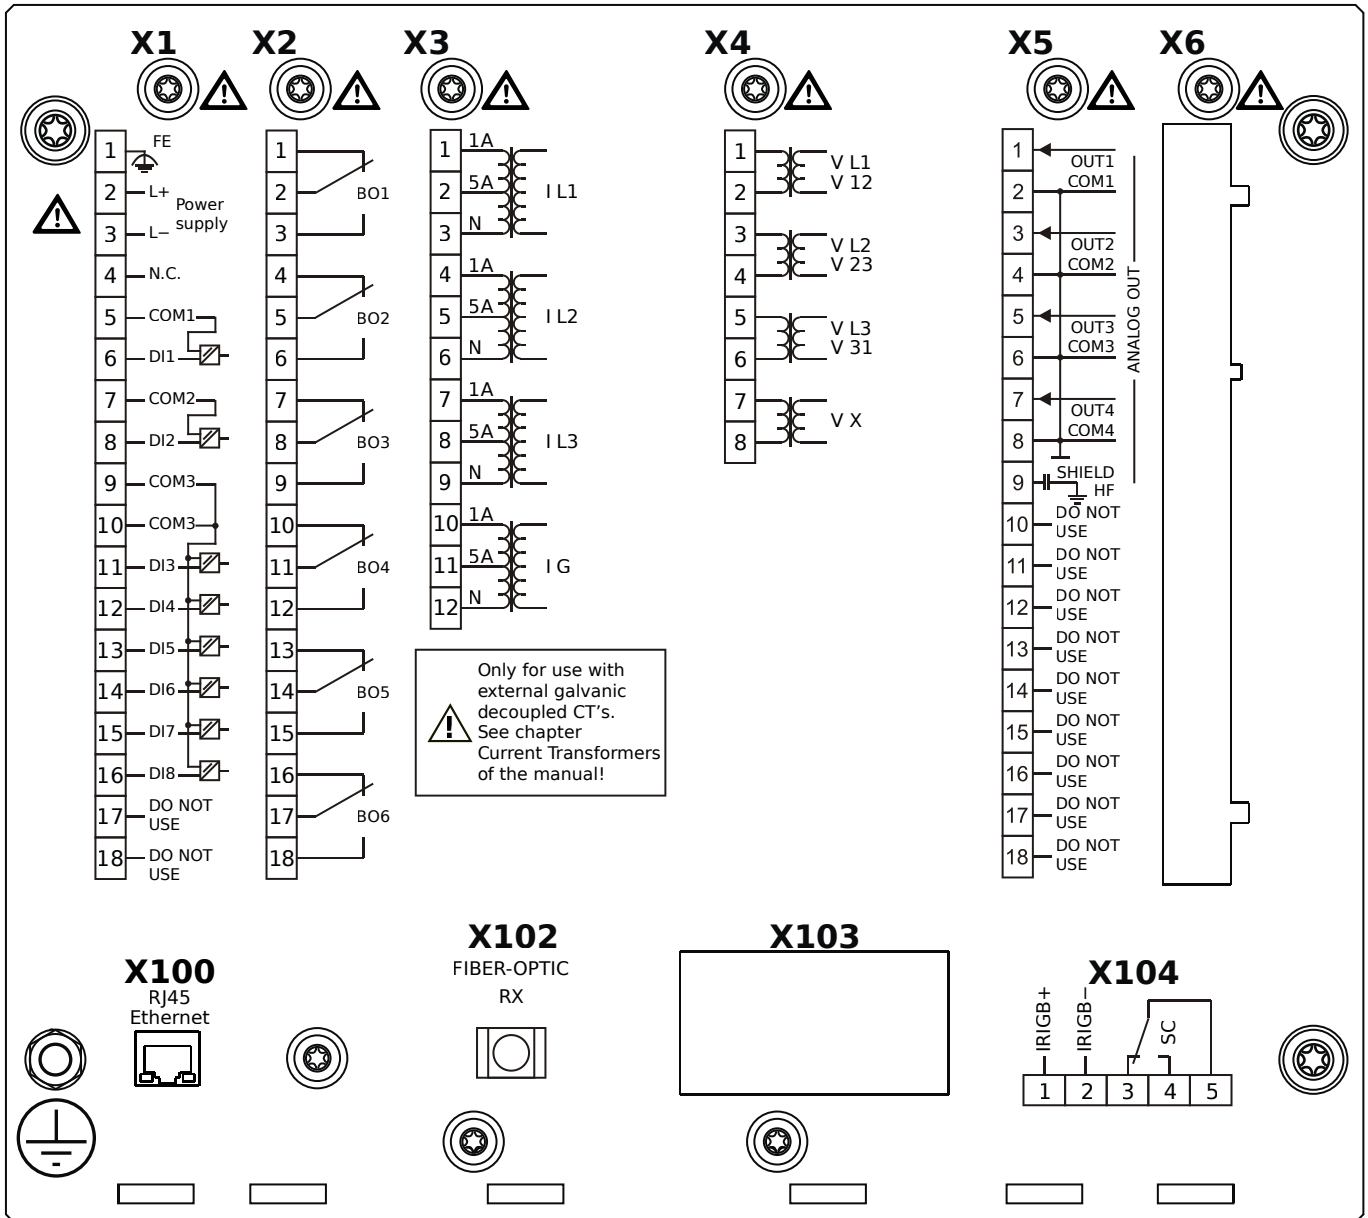 X1 X2 X3 X4 X5 X6
1 FE
2 L+ Power
supply
3 L−
4 N.C.
5 COM1
6 DI1
7 COM2
8 DI2
9 COM3
10 COM3
11 DI3
12 DI4
13 DI5
14 DI6
15 DI7
16 DI8
17 DO NOT
USE
18 DO NOT
USE
1
2 BO1
3
4
5 BO2
6
7
8 BO3
9
10
11 BO4
12
13
14 BO5
15
16
17 BO6
18
1 1A
2 5A I L1
3 N
4 1A
5 5A I L2
6 N
7 1A
8 5A I L3
9 N
10 1A
11 5A I G
12 N
Only for use with
external galvanic
decoupled CT's.
See chapter
Current Transformers
of the manual!
1 V L1
2 V 12
3 V L2
4 V 23
5 V L3
6 V 31
7
V X
8
1 OUT1
2 COM1
3 OUT2
4 COM2
5 OUT3
6 COM3
7 OUT4
8 COM4
ANALOG OUT
9 SHIELD
HF
10 DO NOT
USE
11 DO NOT
USE
12 DO NOT
USE
13 DO NOT
USE
14 DO NOT
USE
15 DO NOT
USE
16 DO NOT
USE
17 DO NOT
USE
18 DO NOT
USE
X100
RJ45
Ethernet
X102
FIBER-OPTIC
RX
X103
X104
IRIGB+
IRIGB−
SC
1 2 3 4 5